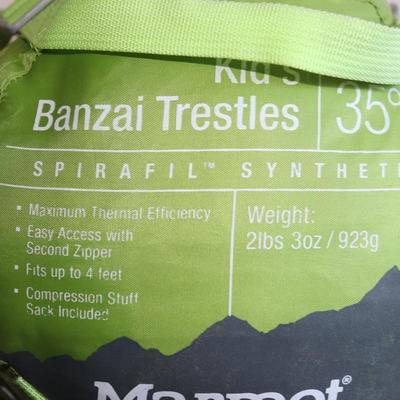 Kid's
Banzai Trestles
35°
SPIRAFIL™ SYNTHETI
• Maximum Thermal Efficiency
• Easy Access with
Second Zipper
• Fits up to 4 feet
• Compression Stuff
Sack Included
Weight:
2lbs 3oz / 923g
Marmot®